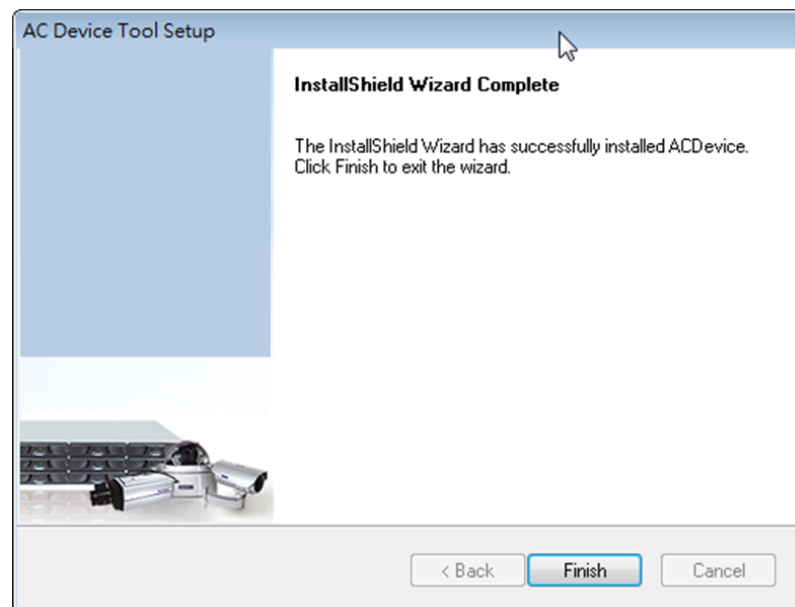 AC Device Tool Setup
InstallShield Wizard Complete
The InstallShield Wizard has successfully installed ACDevice.
Click Finish to exit the wizard.
< Back
Finish
Cancel